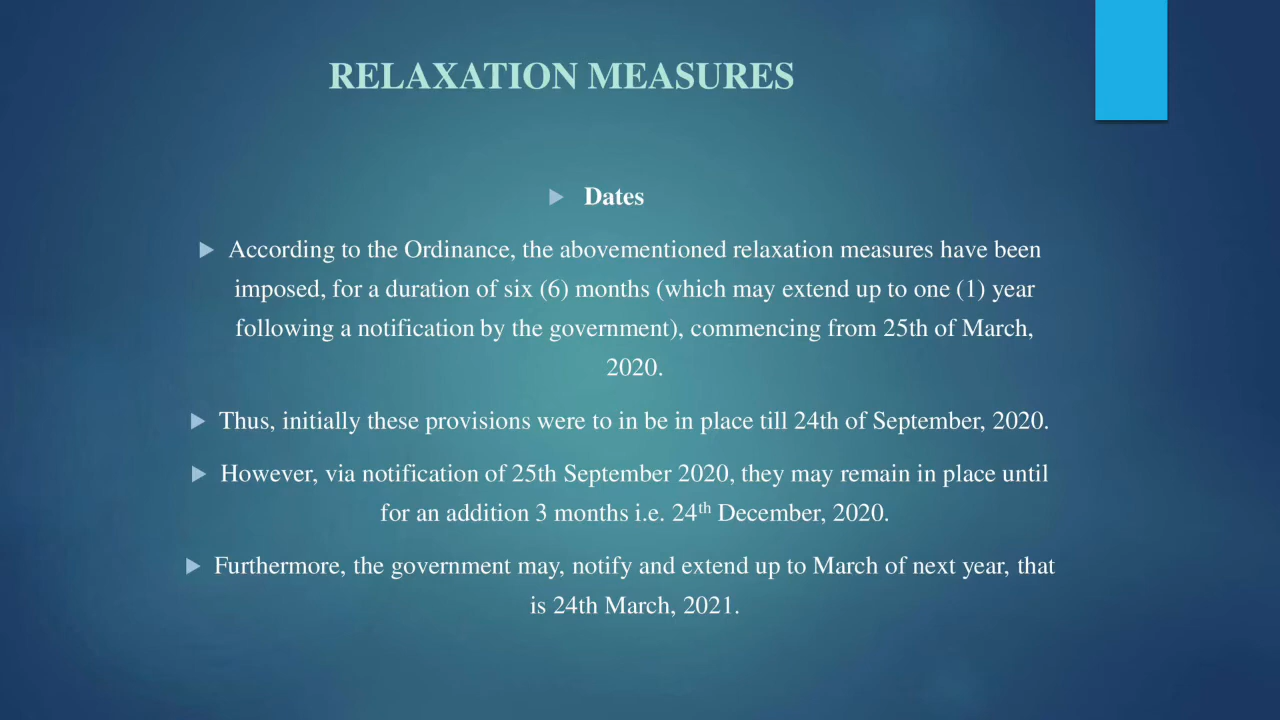 RELAXATION MEASURES
Dates
According to the Ordinance, the abovementioned relaxation measures have been
imposed, for a duration of six (6) months (which may extend up to one (1) year
following a notification by the government), commencing from 25th of March,
2020.
Thus, initially these provisions were to in be in place till 24th of September, 2020.
However, via notification of 25th September 2020, they may remain in place until
for an addition 3 months i.e. 24th December, 2020.
Furthermore, the government may, notify and extend up to March of next year, that
is 24th March, 2021.